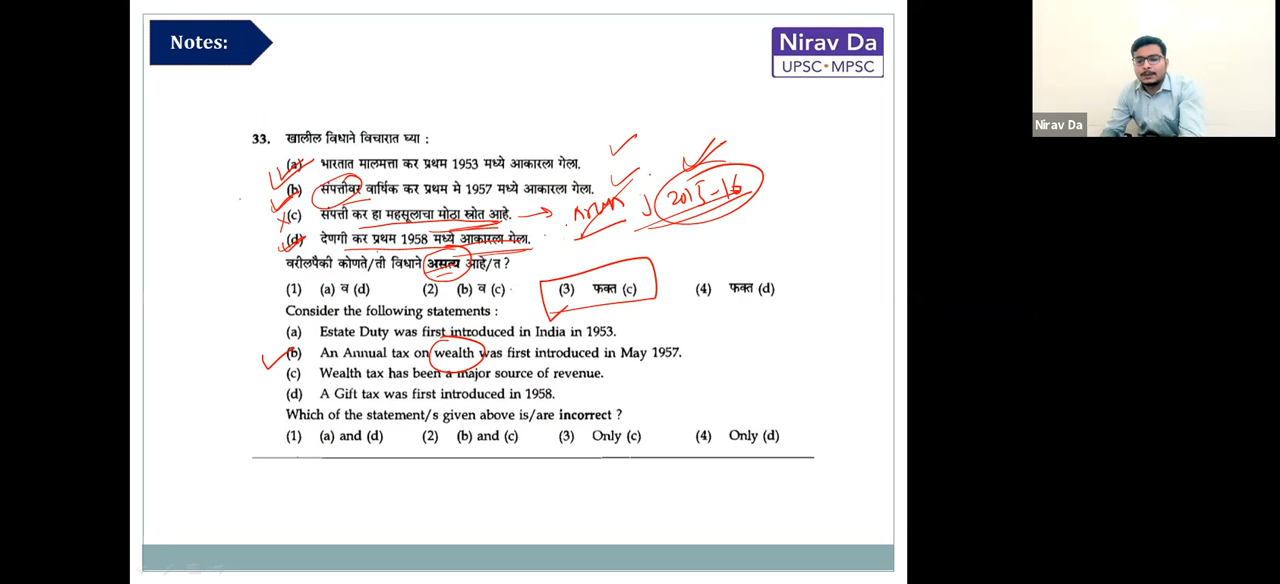 Notes:
Nirav Da
UPSC • MPSC
Nirav Da
33. खालील विधाने विचारात घ्या :
(a) भारतात मालमत्ता कर प्रथम 1953 मध्ये आकारला गेला.
(b) संपत्तीवर वार्षिक कर प्रथम मे 1957 मध्ये आकारला गेला.
(c) संपत्ती कर हा महसूलाचा मोठा स्त्रोत आहे.
2015-16
(d) देणगी कर प्रथम 1958 मध्ये आकारला गेला.
वरीलपैकी कोणते/ती विधाने असत्य आहे/त ?
(1) (a) व (d) (2) (b) व (c) (3) फक्त (c) (4) फक्त (d)
Consider the following statements :
(a) Estate Duty was first introduced in India in 1953.
(b) An Annual tax on wealth was first introduced in May 1957.
(c) Wealth tax has been a major source of revenue.
(d) A Gift tax was first introduced in 1958.
Which of the statement/s given above is/are incorrect ?
(1) (a) and (d) (2) (b) and (c) (3) Only (c) (4) Only (d)